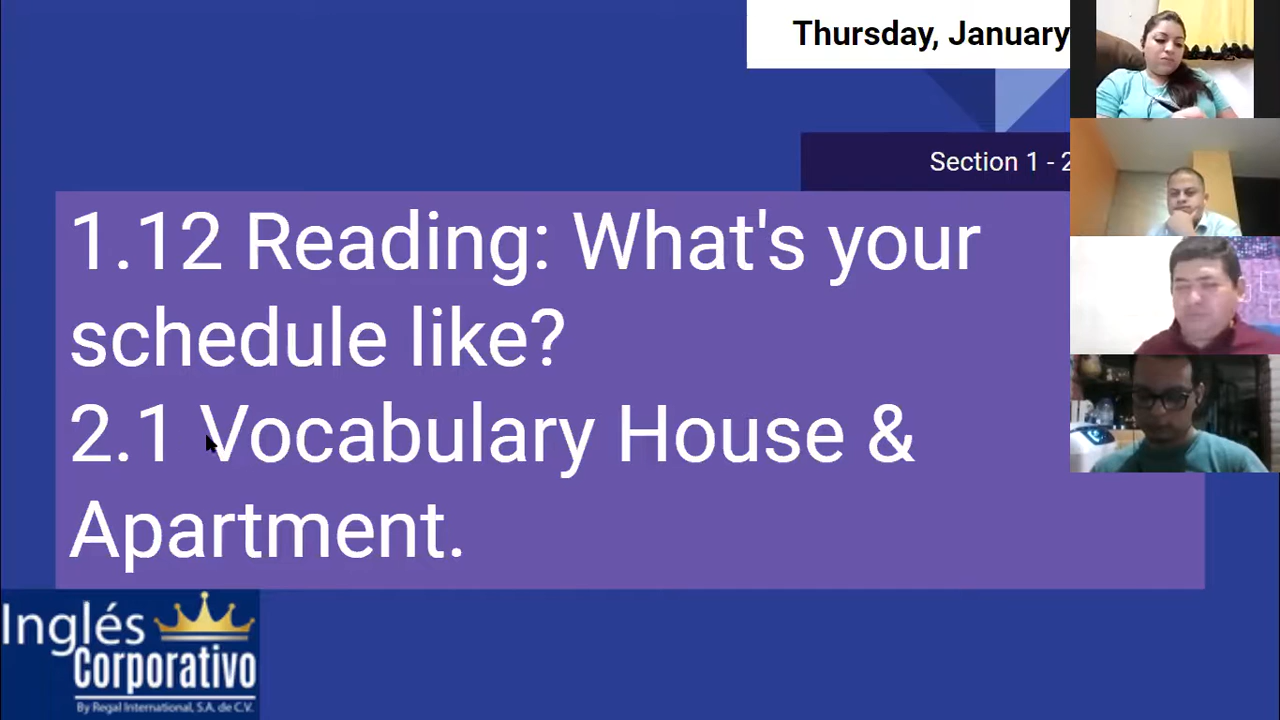 Thursday, January
Section 1 - 2
1.12 Reading: What's your
schedule like?
2.1 Vocabulary House &
Apartment.
Inglés
Corporativo
By Regal International, S.A. de C.V.